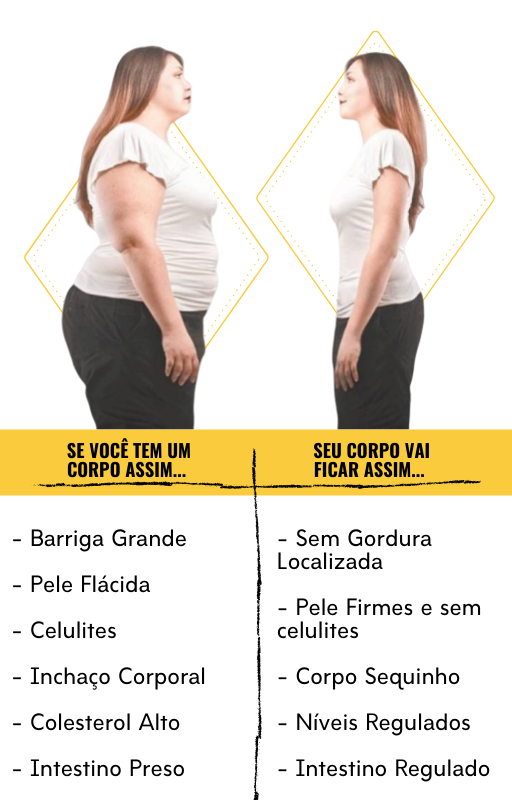 SE VOCÊ TEM UM
CORPO ASSIM...
SEU CORPO VAI
FICAR ASSIM...
- Barriga Grande
- Pele Flácida
- Celulites
- Inchaço Corporal
- Colesterol Alto
- Intestino Preso
- Sem Gordura
Localizada
- Pele Firmes e sem
celulites
- Corpo Sequinho
- Níveis Regulados
- Intestino Regulado